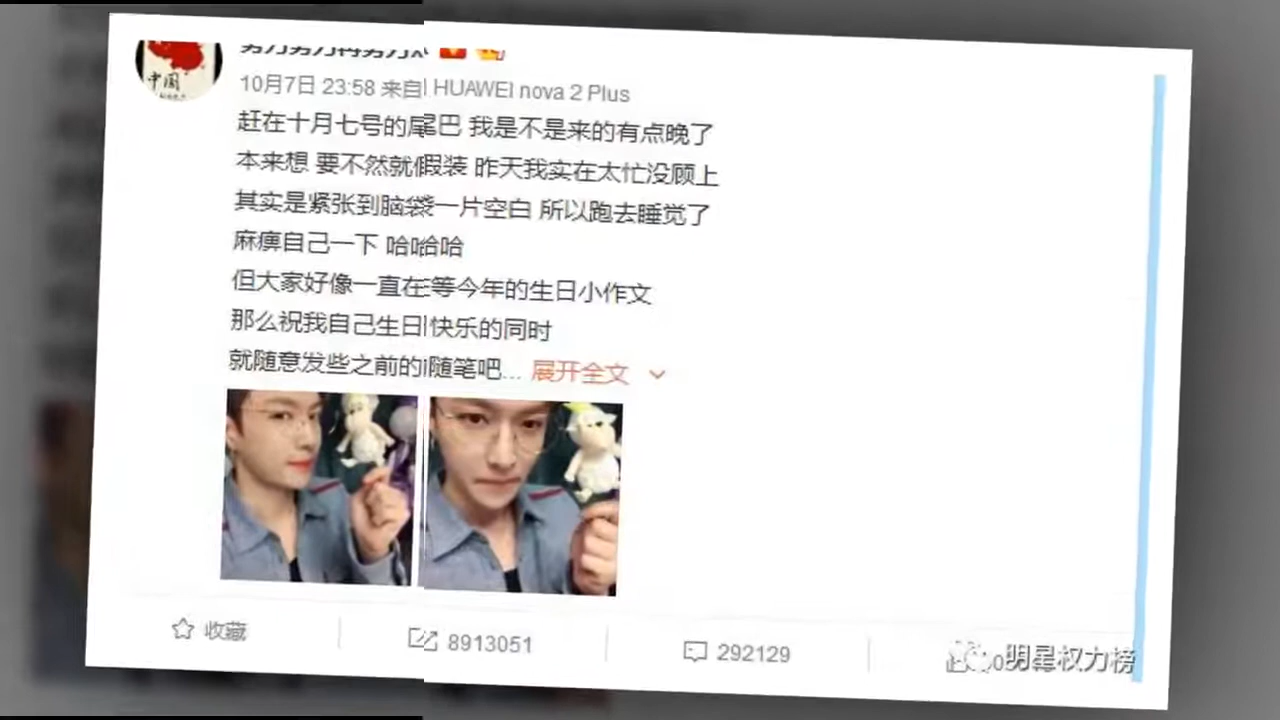 10月7日 23:58 来自 HUAWEI nova 2 Plus
赶在十月七号的尾巴 我是不是来的有点晚了
本来想 要不然就假装 昨天我实在太忙没顾上
其实是紧张到脑袋一片空白 所以跑去睡觉了
麻痹自己一下 哈哈哈
但大家好像一直在等今年的生日小作文
那么祝我自己生日快乐的同时
就随意发些之前的随笔吧... 展开全文
收藏
8913051
292129
明星权力榜
中国